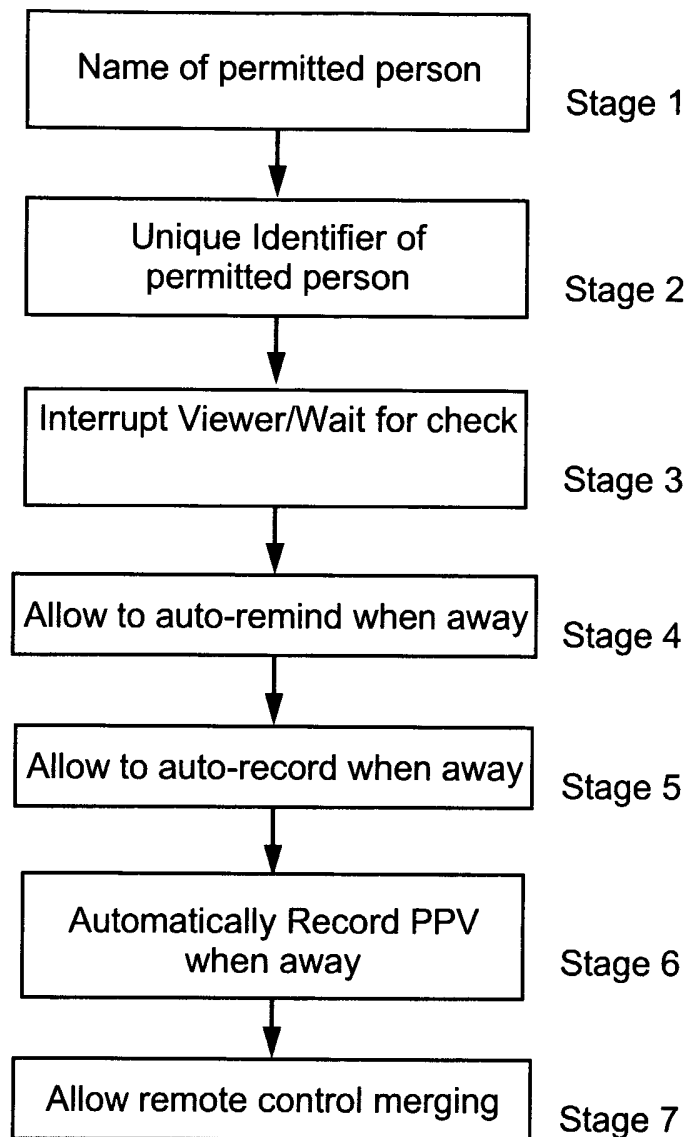 Name of permitted person
Stage 1
Unique Identifier of
permitted person
Stage 2
Interrupt Viewer/Wait for check
Stage 3
Allow to auto-remind when away
Stage 4
Allow to auto-record when away
Stage 5
Automatically Record PPV
when away
Stage 6
Allow remote control merging
Stage 7